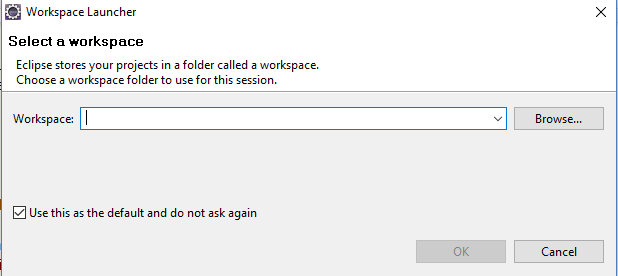 Workspace Launcher
Select a workspace
Eclipse stores your projects in a folder called a workspace.
Choose a workspace folder to use for this session.
Workspace:
Browse...
Use this as the default and do not ask again
OK
Cancel